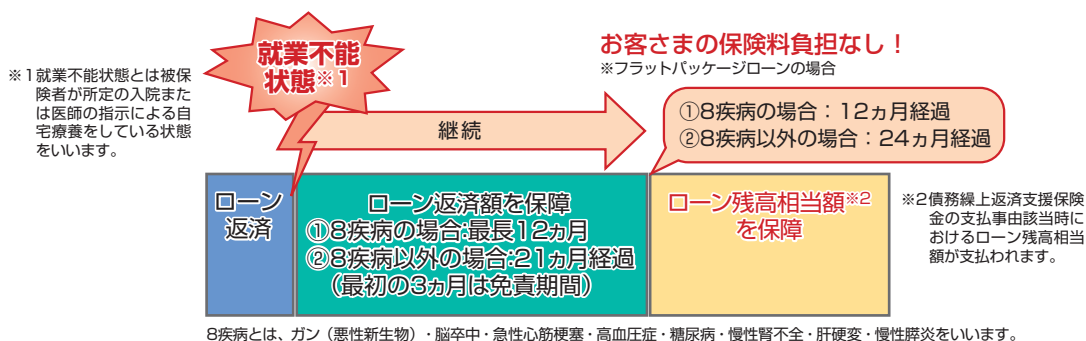 就業不能
状態※1
お客さまの保険料負担なし！
※フラットパッケージローンの場合
※1就業不能状態とは被保
険者が所定の入院また
は医師の指示による自
宅療養をしている状態
をいいます。
継続
①8疾病の場合：12ヵ月経過
②8疾病以外の場合：24ヵ月経過
ローン
返済
ローン返済額を保障
①8疾病の場合:最長12ヵ月
②8疾病以外の場合:21ヵ月経過
（最初の3ヵ月は免責期間）
ローン残高相当額※2
を保障
※2債務繰上返済支援保険
金の支払事由該当時に
おけるローン残高相当
額が支払われます。
8疾病とは、ガン（悪性新生物）・脳卒中・急性心筋梗塞・高血圧症・糖尿病・慢性腎不全・肝硬変・慢性膵炎をいいます。